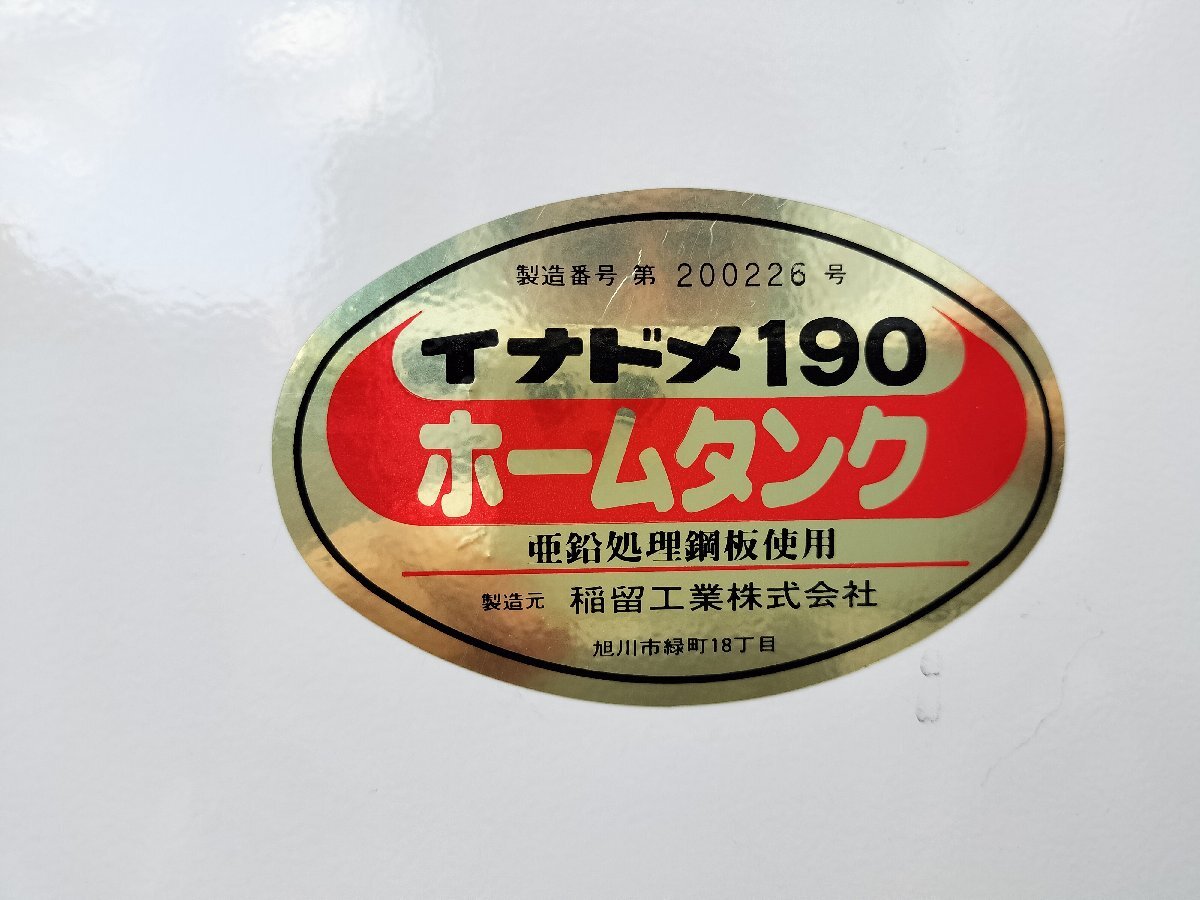 製造番号 第 200226 号
イナドメ190
ホームタンク
亜鉛処理鋼板使用
製造元 稲留工業株式会社
旭川市緑町18丁目